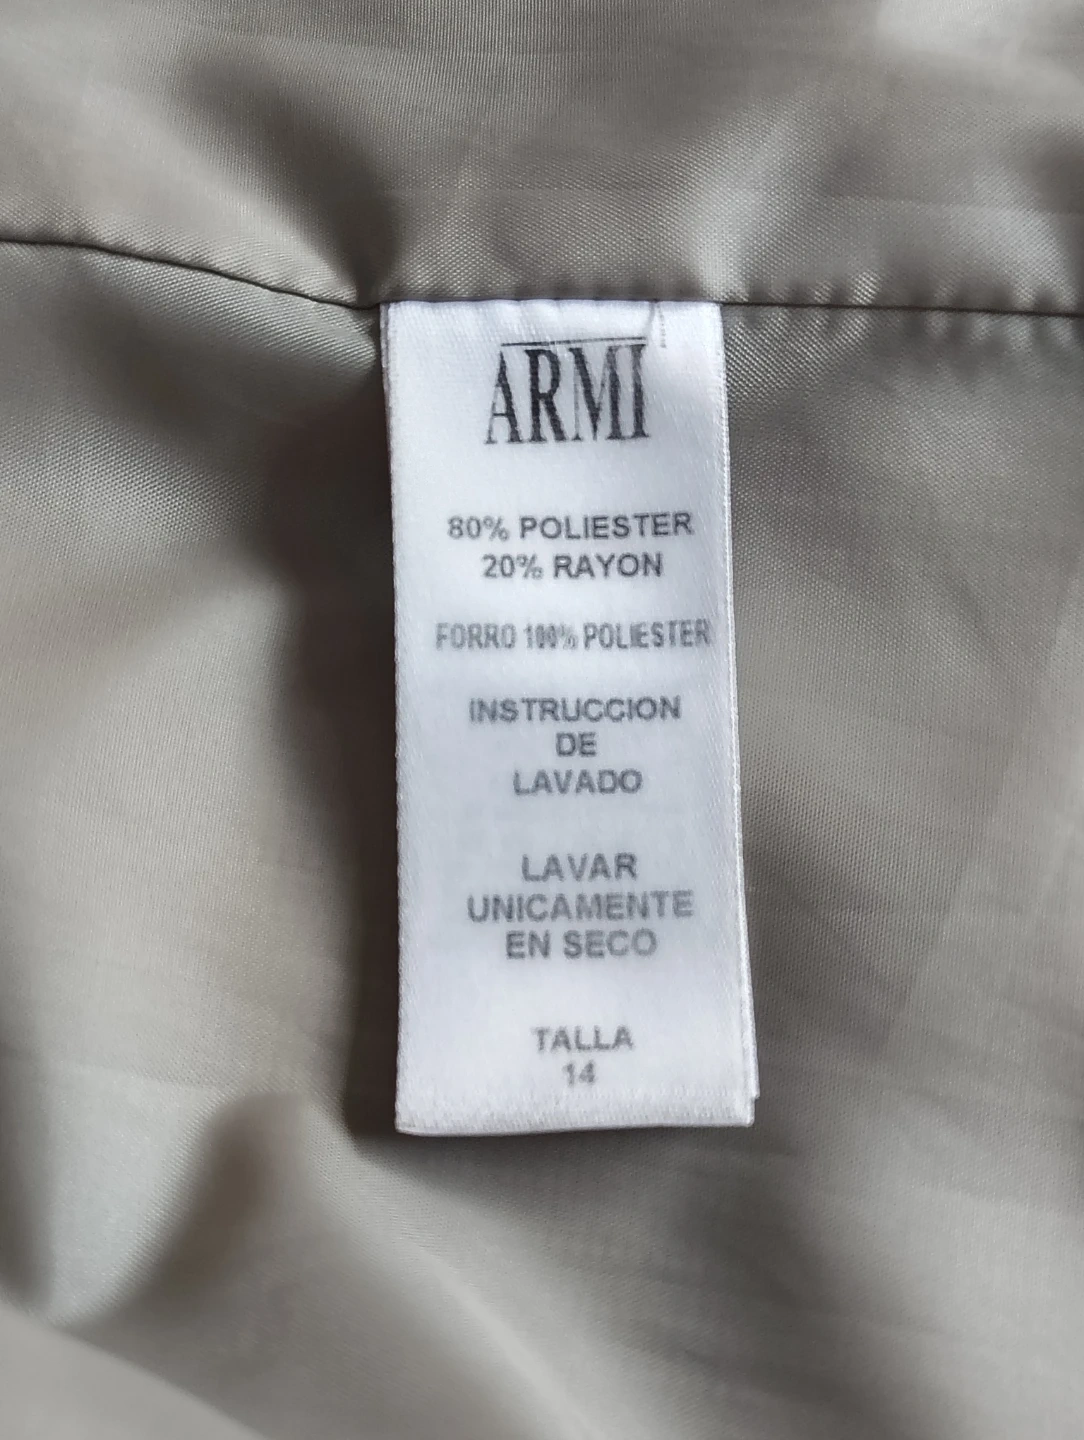 ARMI
80% POLIESTER
20% RAYON
FORRO 100% POLIESTER
INSTRUCCION
DE
LAVADO
LAVAR
UNICAMENTE
EN SECO
TALLA
14